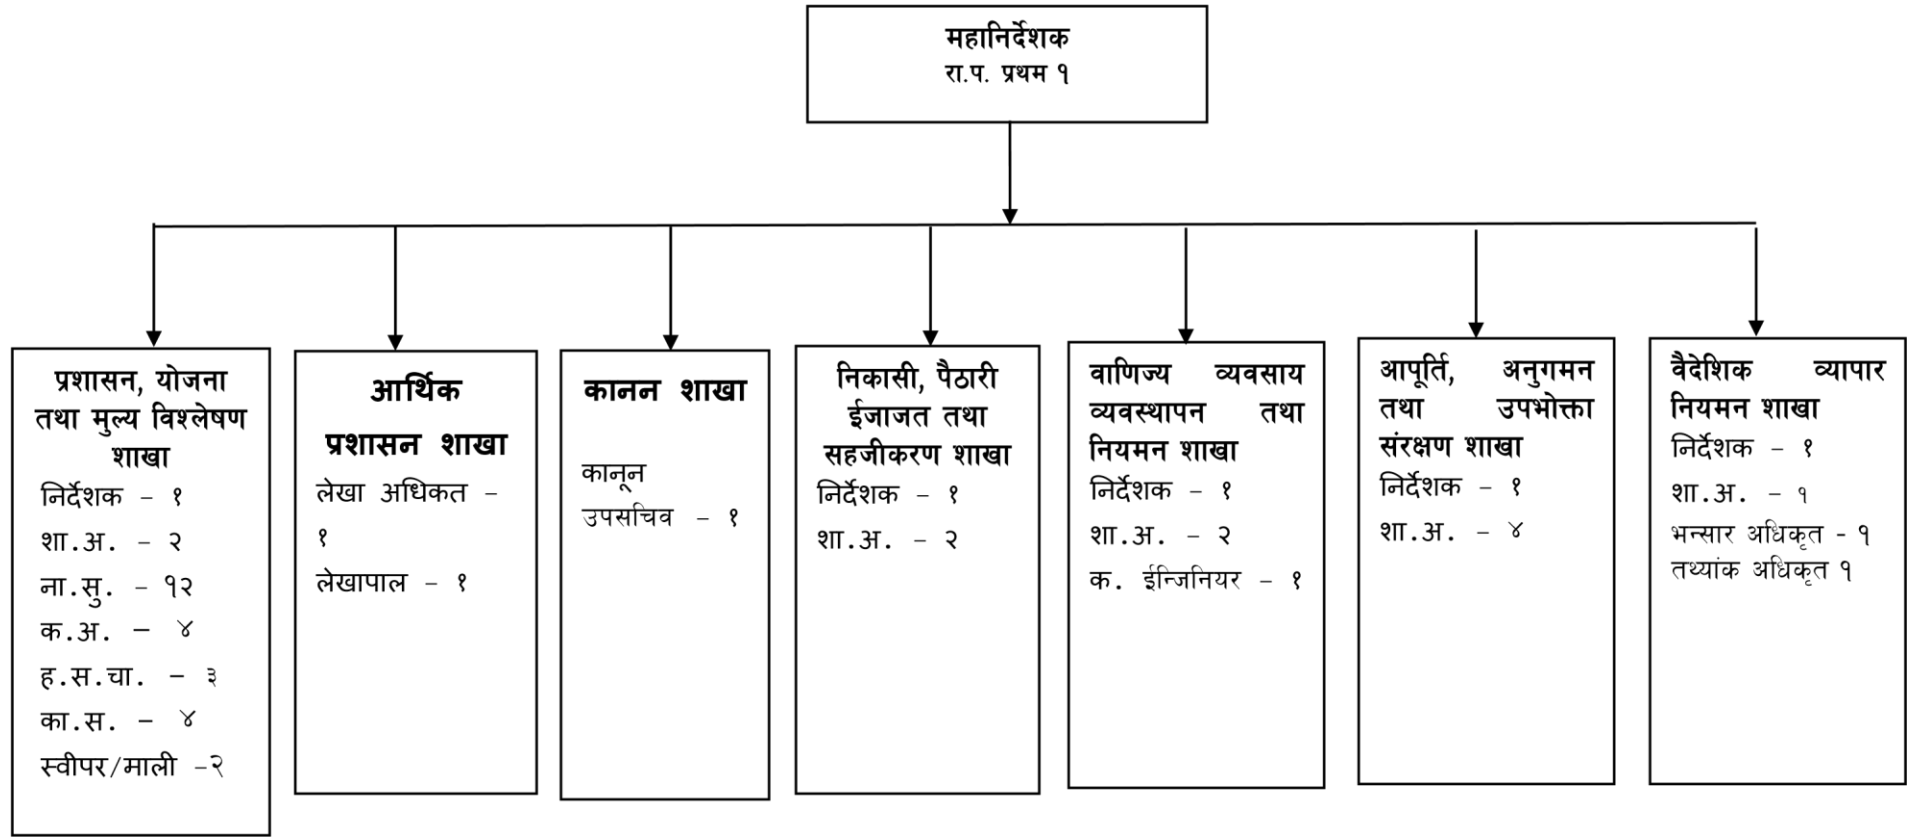 महानिर्देशक
रा.प. प्रथम १
प्रशासन, योजना
तथा मुल्य विश्लेषण
शाखा
निर्देशक - १
शा.अ. - २
ना.सु. - १२
क.अ. - ४
ह.स.चा. - ३
का.स. - ४
स्वीपर/माली -२
आर्थिक
प्रशासन शाखा
लेखा अधिकत -
१
लेखापाल - १
कानन शाखा
कानून
उपसचिव - १
निकासी, पैठारी
ईजाजत तथा
सहजीकरण शाखा
निर्देशक - १
शा.अ. - २
वाणिज्य व्यवसाय
व्यवस्थापन तथा
नियमन शाखा
निर्देशक - १
शा.अ. - २
क. ईन्जिनियर - १
आपूर्ति, अनुगमन
तथा उपभोक्ता
संरक्षण शाखा
निर्देशक - १
शा.अ. - ४
वैदेशिक व्यापार
नियमन शाखा
निर्देशक - १
शा.अ. - १
भन्सार अधिकृत - १
तथ्यांक अधिकृत १